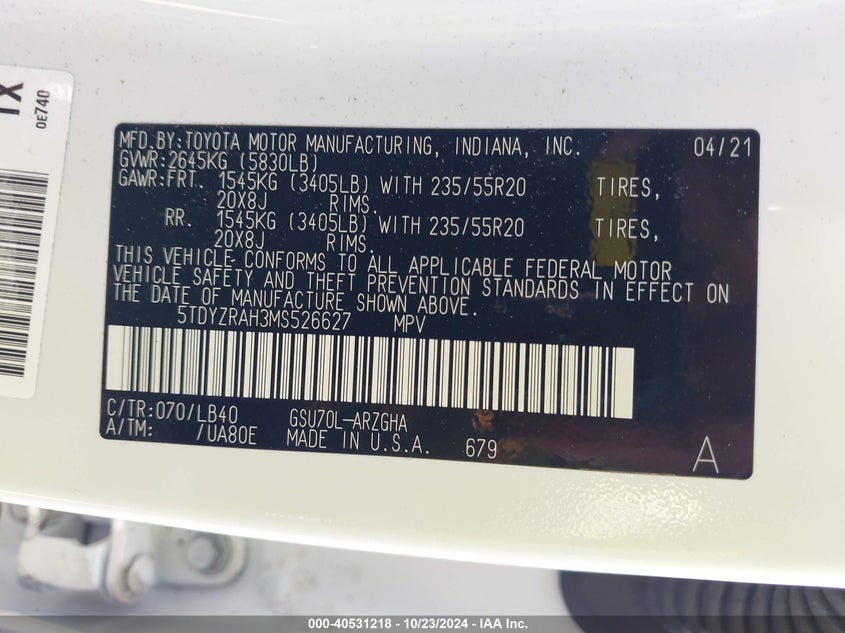 TX
0E740
MFD.BY:TOYOTA MOTOR MANUFACTURING, INDIANA, INC. 04/21
GVWR:2645KG (5830LB)
GAWR:FRT. 1545KG (3405LB) WITH 235/55R20 TIRES,
20X8J RIMS.
RR. 1545KG (3405LB) WITH 235/55R20 TIRES,
20X8J RIMS.
THIS VEHICLE CONFORMS TO ALL APPLICABLE FEDERAL MOTOR
VEHICLE SAFETY AND THEFT PREVENTION STANDARDS IN EFFECT ON
THE DATE OF MANUFACTURE SHOWN ABOVE.
5TDYZRAH3MS526627 MPV
C/TR:070/LB40 GSU70L-ARZGHA
A/TM: /UA80E MADE IN U.S.A. 679 A
000-40531218 - 10/23/2024 - IAA Inc.